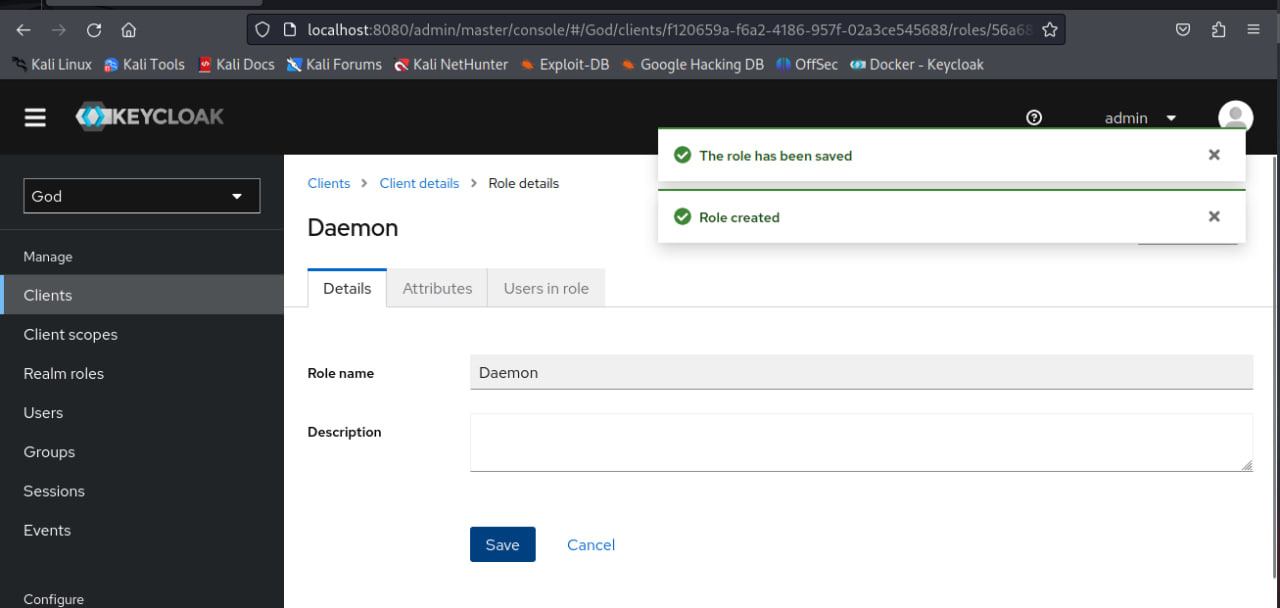 localhost:8080/admin/master/console/#/God/clients/f120659a-f6a2-4186-957f-02a3ce545688/roles/56a68
Kali Linux Kali Tools Kali Docs Kali Forums Kali NetHunter Exploit-DB Google Hacking DB OffSec Docker - Keycloak
KEYCLOAK
admin
The role has been saved
Role created
God
Manage
Clients
Client scopes
Realm roles
Users
Groups
Sessions
Events
Configure
Clients > Client details > Role details
Daemon
Details Attributes Users in role
Role name Daemon
Description
Save Cancel